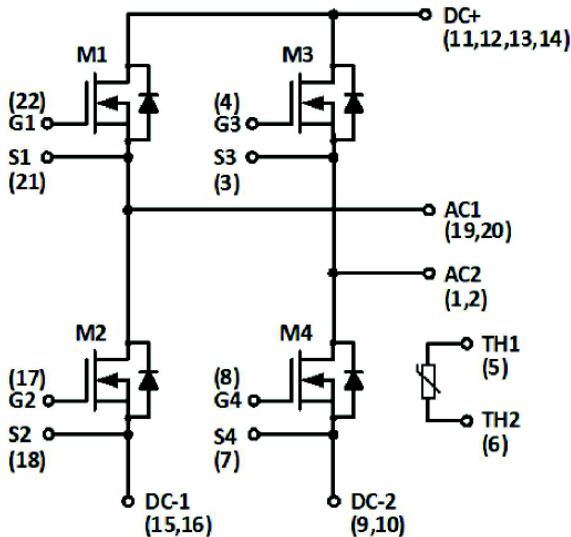 DC+
(11,12,13,14)
M1
M3
(22)
G1
(4)
G3
S1
(21)
S3
(3)
AC1
(19,20)
AC2
(1,2)
M2
M4
TH1
(5)
(17)
G2
(8)
G4
TH2
(6)
S2
(18)
S4
(7)
DC-1
(15,16)
DC-2
(9,10)